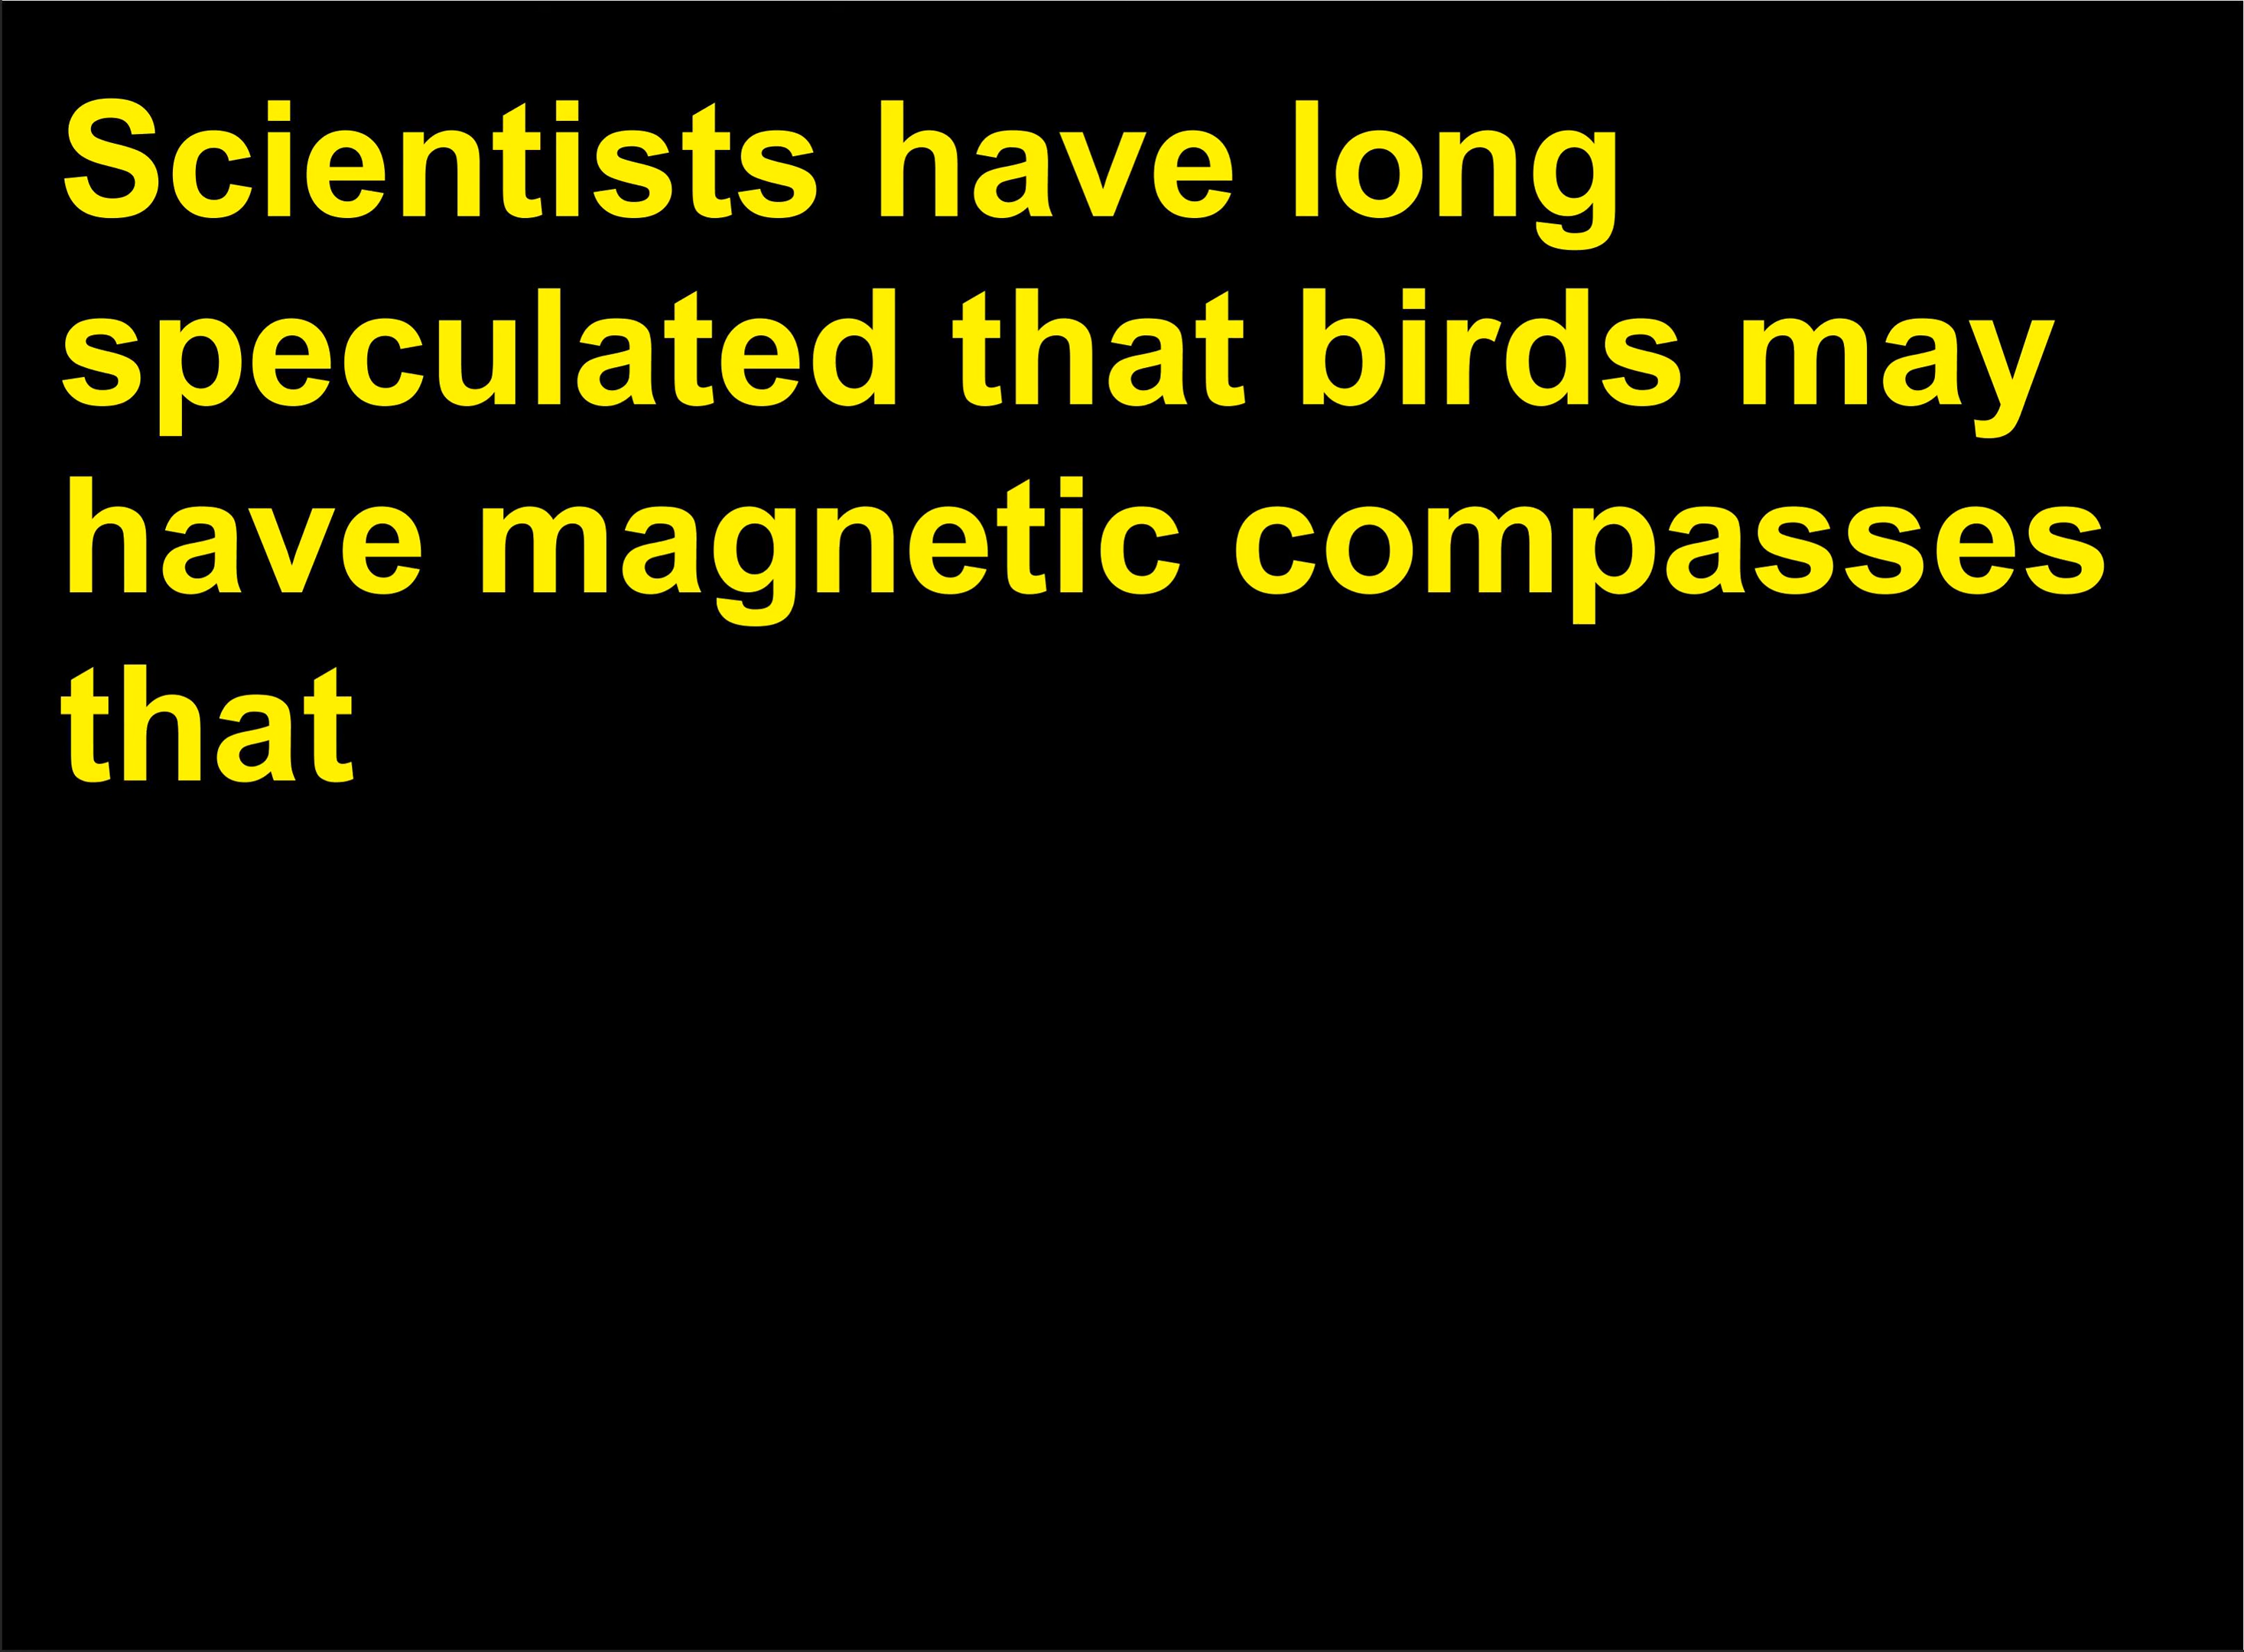 Scientists have long
speculated that birds may
have magnetic compasses
that